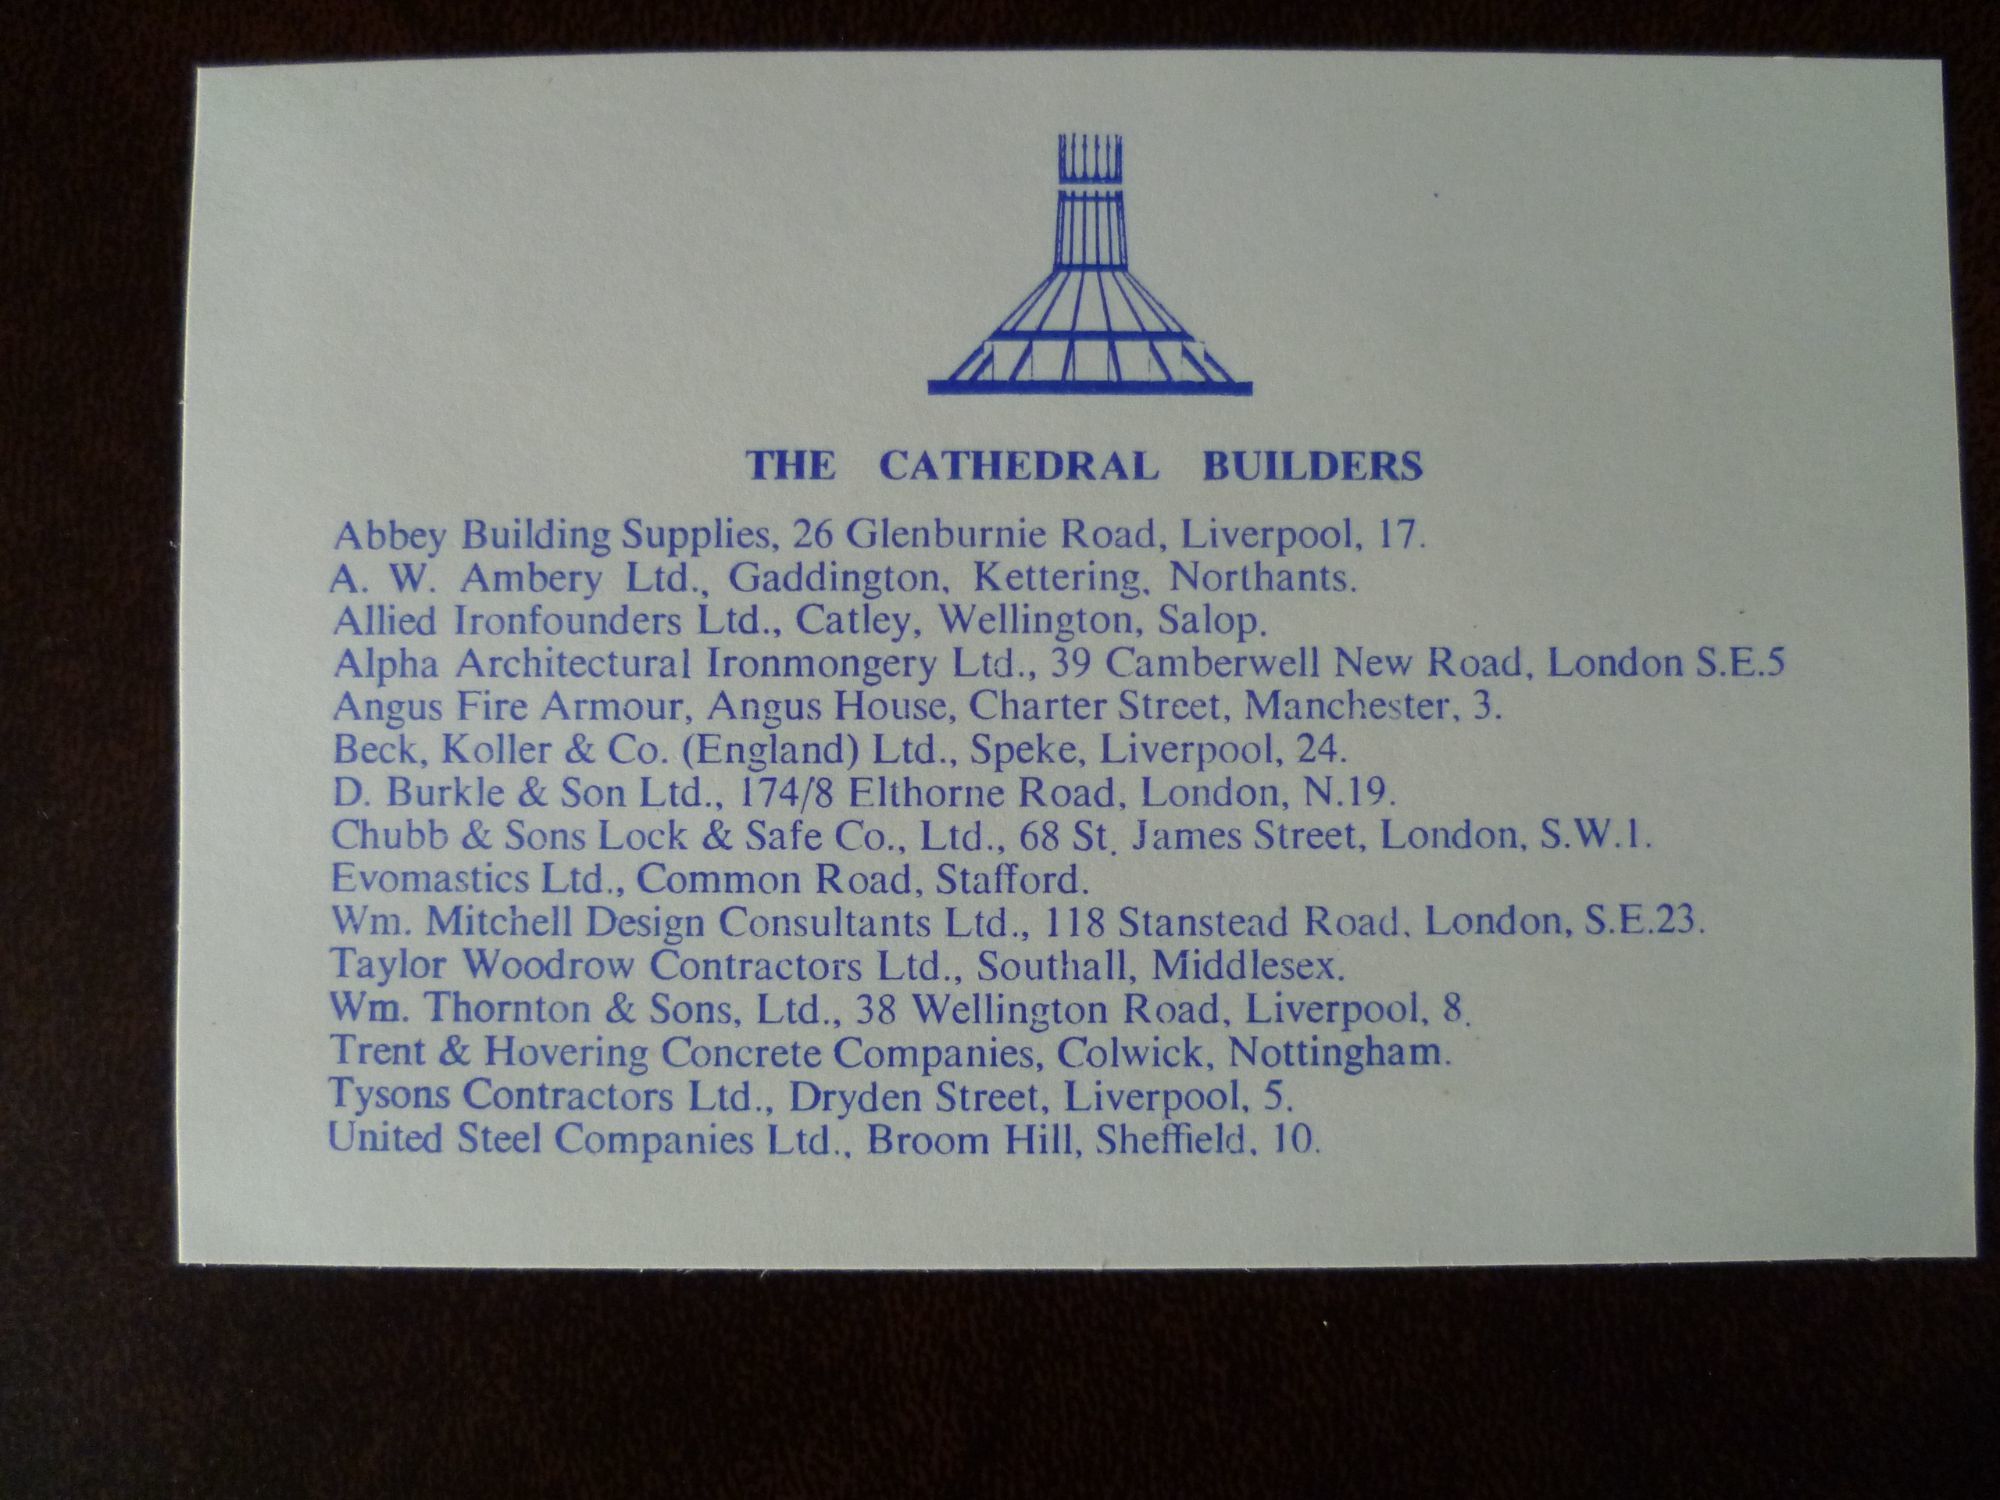 THE CATHEDRAL BUILDERS
Abbey Building Supplies, 26 Glenburnie Road, Liverpool, 17.
A. W. Ambery Ltd., Gaddington, Kettering, Northants.
Allied Ironfounders Ltd., Catley, Wellington, Salop.
Alpha Architectural Ironmongery Ltd., 39 Camberwell New Road, London S.E.5
Angus Fire Armour, Angus House, Charter Street, Manchester, 3.
Beck, Koller & Co. (England) Ltd., Speke, Liverpool, 24.
D. Burkle & Son Ltd., 174/8 Elthorne Road, London, N.19.
Chubb & Sons Lock & Safe Co., Ltd., 68 St. James Street, London, S.W.1.
Evomastics Ltd., Common Road, Stafford.
Wm. Mitchell Design Consultants Ltd., 118 Stanstead Road, London, S.E.23.
Taylor Woodrow Contractors Ltd., Southall, Middlesex.
Wm. Thornton & Sons, Ltd., 38 Wellington Road, Liverpool, 8.
Trent & Hovering Concrete Companies, Colwick, Nottingham.
Tysons Contractors Ltd., Dryden Street, Liverpool, 5.
United Steel Companies Ltd., Broom Hill, Sheffield, 10.